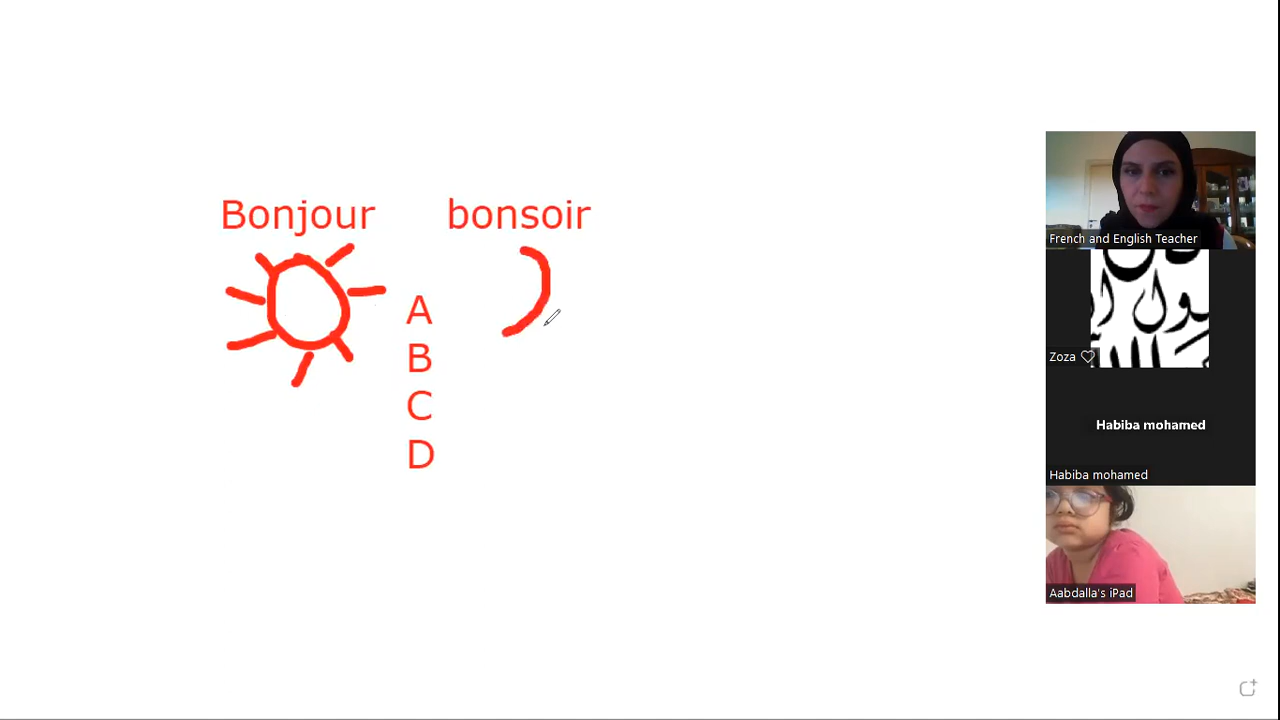 Bonjour bonsoir
A
B
C
D
French and English Teacher
Zoza ♡
Habiba mohamed
Habiba mohamed
Aabdalla's iPad